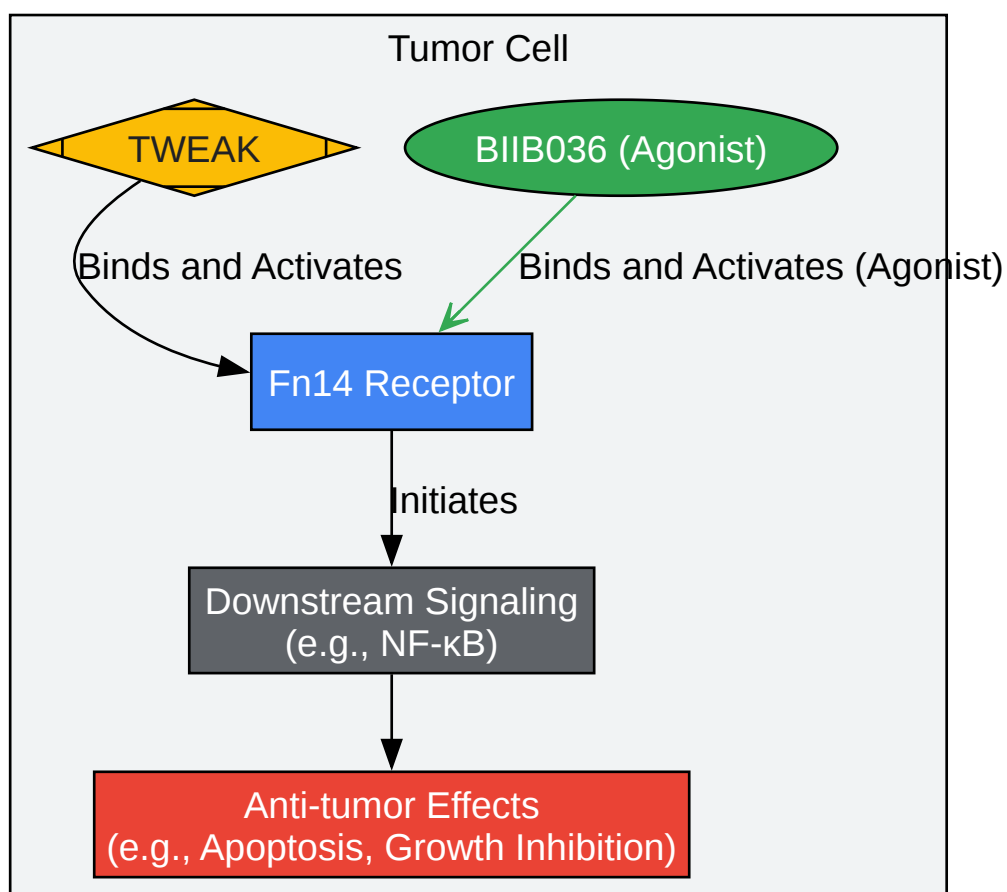 Tumor Cell
TWEAK
BIIB036 (Agonist)
Binds and Activates
Binds and Activates (Agonist)
Fn14 Receptor
Initiates
Downstream Signaling
(e.g., NF-κB)
Anti-tumor Effects
(e.g., Apoptosis, Growth Inhibition)